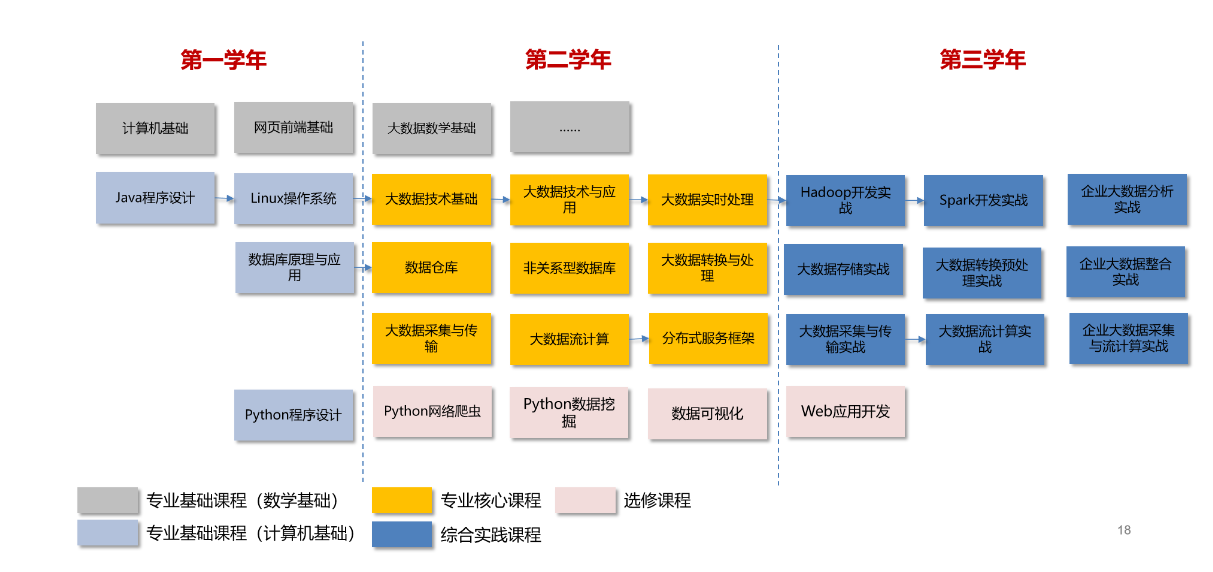 第一学年
第二学年
第三学年
计算机基础
网页前端基础
大数据数学基础
......
Java程序设计
Linux操作系统
大数据技术基础
大数据技术与应
用
大数据实时处理
Hadoop开发实
战
Spark开发实战
企业大数据分析
实战
数据库原理与应
用
数据仓库
非关系型数据库
大数据转换与处
理
大数据存储实战
大数据转换预处
理实战
企业大数据整合
实战
大数据采集与传
输
大数据流计算
分布式服务框架
大数据采集与传
输实战
大数据流计算实
战
企业大数据采集
与流计算实战
Python程序设计
Python网络爬虫
Python数据挖
掘
数据可视化
Web应用开发
专业基础课程（数学基础）
专业核心课程
选修课程
专业基础课程（计算机基础）
综合实践课程
18